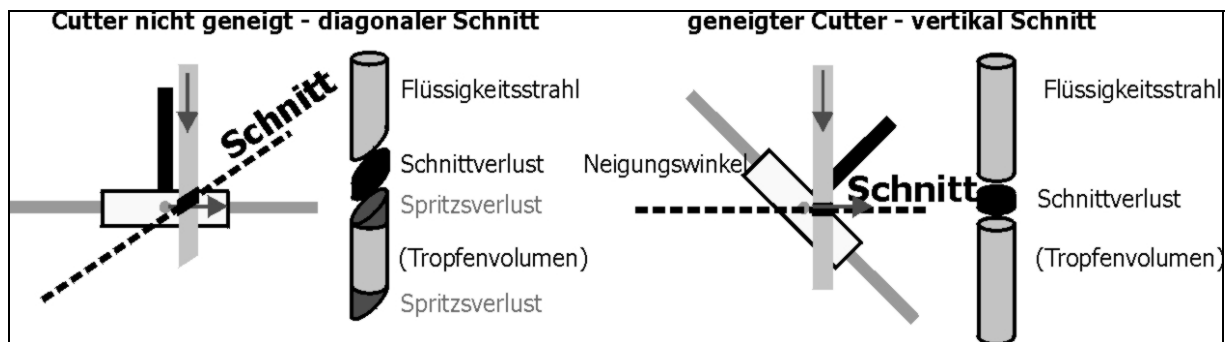 Cutter nicht geneigt - diagonaler Schnitt
Schnitt
Flüssigkeitsstrahl
Schnittverlust
Spritzsverlust
(Tropfenvolumen)
Spritzsverlust
geneigter Cutter - vertikal Schnitt
Neigungswinkel
Schnitt
Flüssigkeitsstrahl
Schnittverlust
(Tropfenvolumen)